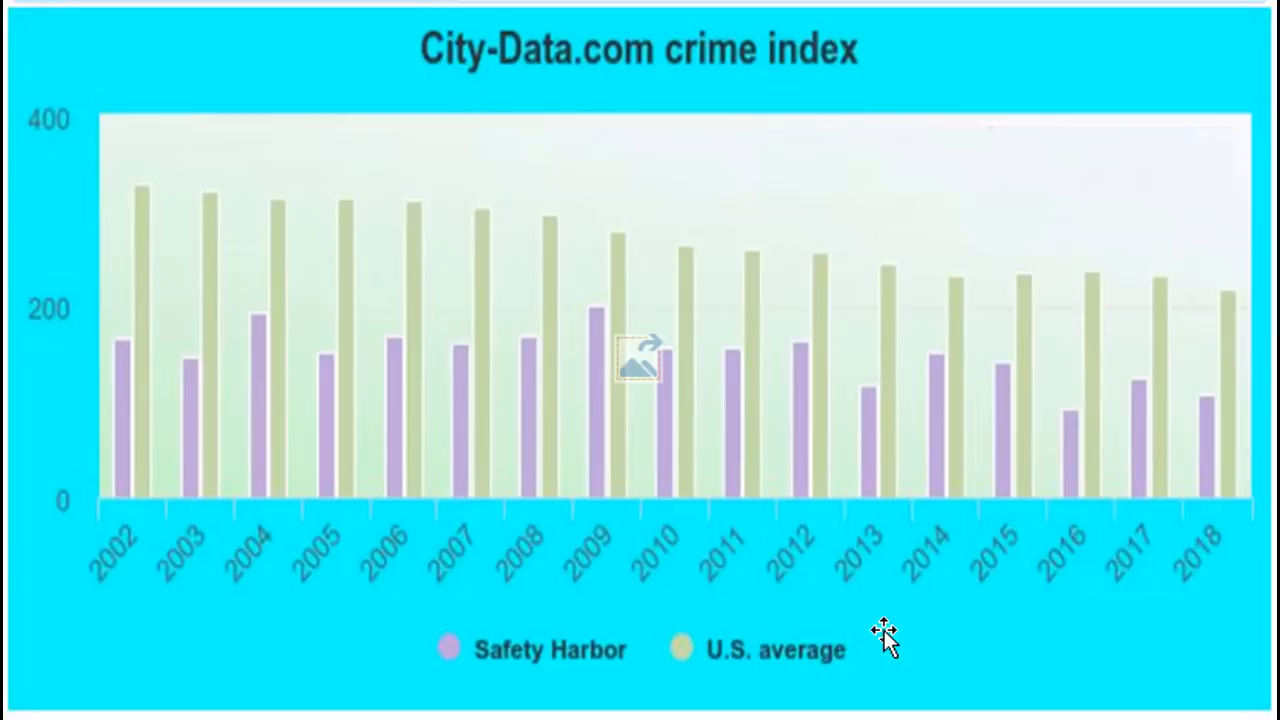 City-Data.com crime index
400
200
0
2002 2003 2004 2005 2006 2007 2008 2009 2010 2011 2012 2013 2014 2015 2016 2017 2018
Safety Harbor U.S. average